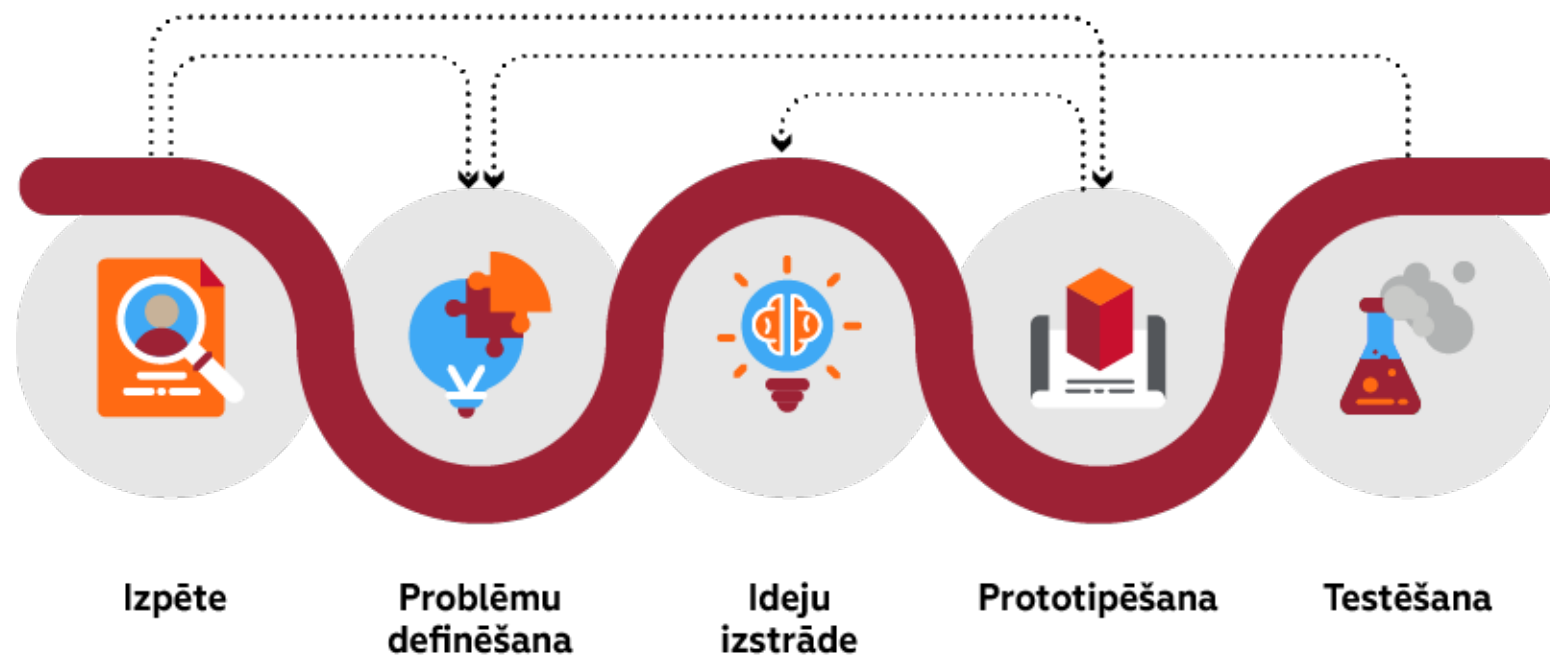 Izpēte
Problēmu
definēšana
Ideju
izstrāde
Prototipēšana
Testēšana